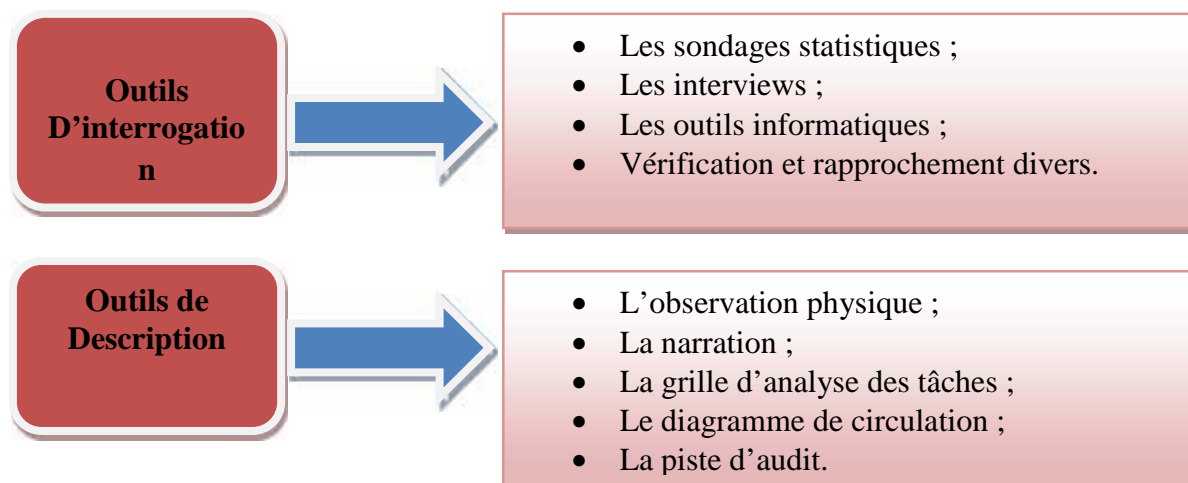 Outils
D’interrogatio
n
• Les sondages statistiques ;
• Les interviews ;
• Les outils informatiques ;
• Vérification et rapprochement divers.
Outils de
Description
• L’observation physique ;
• La narration ;
• La grille d’analyse des tâches ;
• Le diagramme de circulation ;
• La piste d’audit.